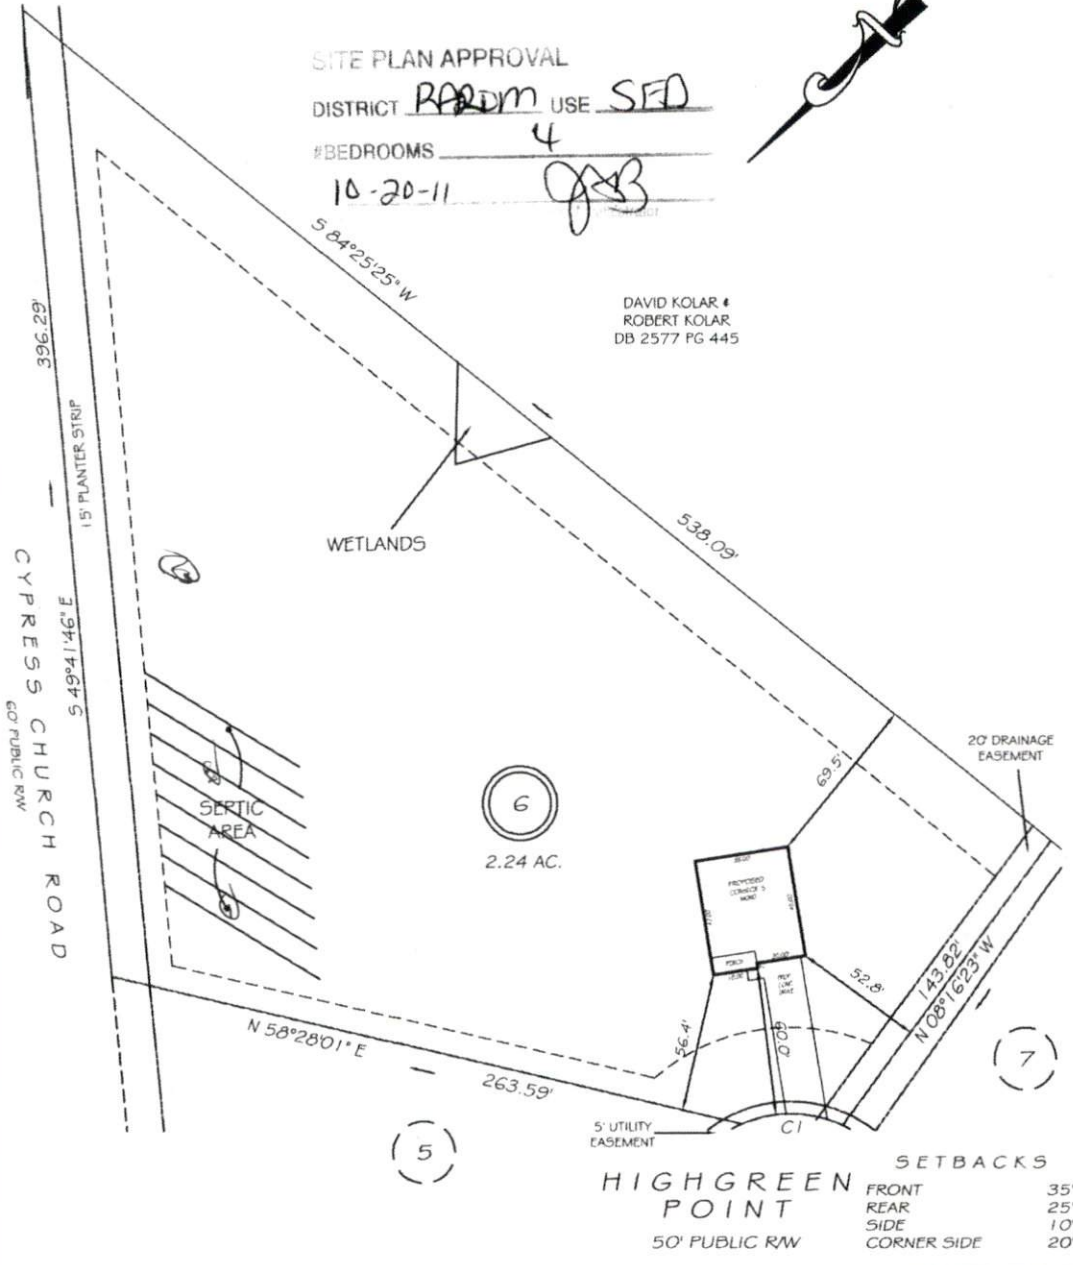 SITE PLAN APPROVAL
DISTRICT RA20M USE SFD
#BEDROOMS 4
10-20-11
S 84°25'25" W
DAVID KOLAR &
ROBERT KOLAR
DB 2577 PG 445
396.29'
15' PLANTER STRIP
WETLANDS
538.09'
S 49°41'46" E
CYPRESS CHURCH ROAD
60' PUBLIC R/W
20' DRAINAGE
EASEMENT
69.5'
SEPTIC
AREA
6
2.24 AC.
PROPOSED
PORCH
52.8'
143.82'
N 08°16'23" W
56.4'
60.0'
N 58°28'01" E
263.59'
7
5' UTILITY
EASEMENT
C1
5
HIGHGREEN
POINT
50' PUBLIC R/W
SETBACKS
FRONT 35'
REAR 25'
SIDE 10'
CORNER SIDE 20'